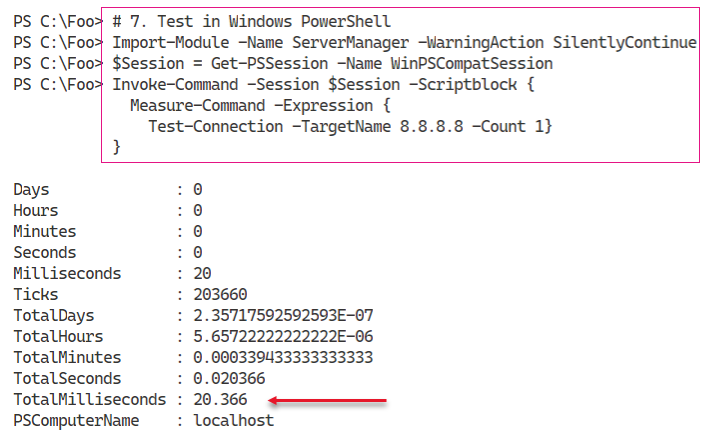 PS C:\Foo> # 7. Test in Windows PowerShell
PS C:\Foo> Import-Module -Name ServerManager -WarningAction SilentlyContinue
PS C:\Foo> $Session = Get-PSSession -Name WinPSCompatSession
PS C:\Foo> Invoke-Command -Session $Session -Scriptblock {
Measure-Command -Expression {
Test-Connection -TargetName 8.8.8.8 -Count 1}
}
Days : 0
Hours : 0
Minutes : 0
Seconds : 0
Milliseconds : 20
Ticks : 203660
TotalDays : 2.35717592592593E-07
TotalHours : 5.65722222222222E-06
TotalMinutes : 0.000339433333333333
TotalSeconds : 0.020366
TotalMilliseconds : 20.366
PSComputerName : localhost